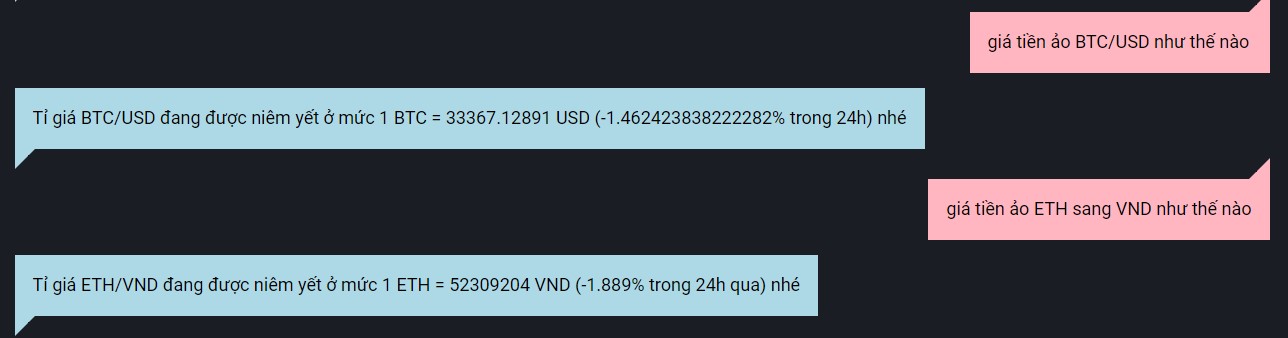 giá tiền ảo BTC/USD như thế nào
Tỉ giá BTC/USD đang được niêm yết ở mức 1 BTC = 33367.12891 USD (-1.462423838222282% trong 24h) nhé
giá tiền ảo ETH sang VND như thế nào
Tỉ giá ETH/VND đang được niêm yết ở mức 1 ETH = 52309204 VND (-1.889% trong 24h qua) nhé